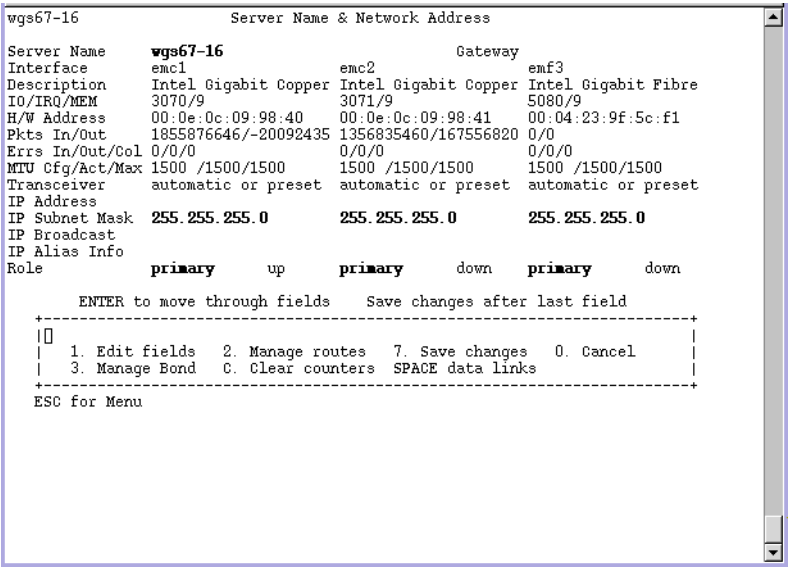 wgs67-16                 Server Name & Network Address
Server Name     wgs67-16                                  Gateway
Interface       emc1                 emc2                 emf3
Description     Intel Gigabit Copper Intel Gigabit Copper Intel Gigabit Fibre
IO/IRQ/MEM      3070/9               3071/9               5080/9
H/W Address     00:0e:0c:09:98:40    00:0e:0c:09:98:41    00:04:23:9f:5c:f1
Pkts In/Out     1855876646/-20092435 1356835460/167556820 0/0
Errs In/Out/Col 0/0/0                0/0/0                0/0/0
MTU Cfg/Act/Max 1500 /1500/1500      1500 /1500/1500      1500 /1500/1500
Transceiver     automatic or preset  automatic or preset  automatic or preset
IP Address
IP Subnet Mask  255.255.255.0        255.255.255.0        255.255.255.0
IP Broadcast
IP Alias Info
Role            primary      up      primary      down    primary      down
ENTER to move through fields    Save changes after last field
1. Edit fields   2. Manage routes   7. Save changes   0. Cancel
3. Manage Bond   C. Clear counters  SPACE data links
ESC for Menu